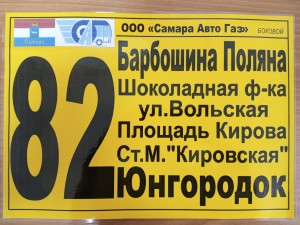 ООО «Самара Авто Газ» БОКОВОЙ
82
Барбошина Поляна
Шоколадная ф-ка
ул.Вольская
Площадь Кирова
Ст.М."Кировская"
Юнгородок